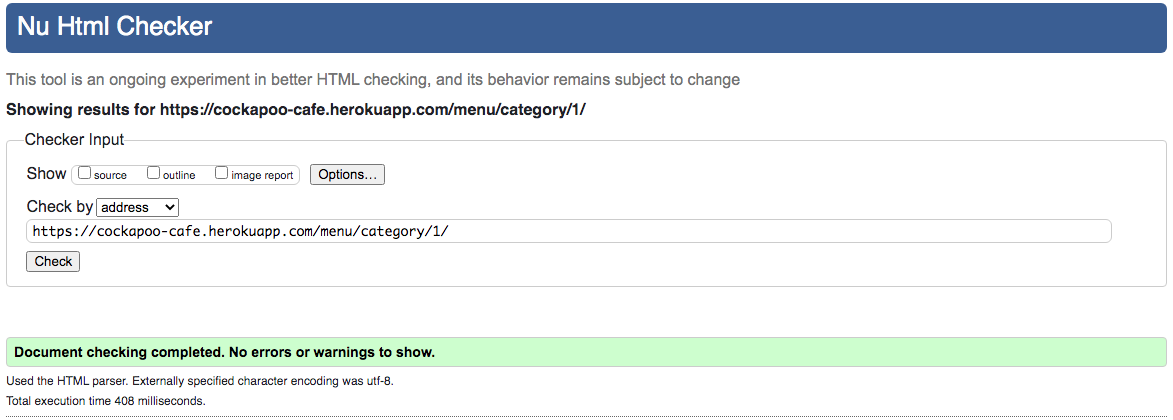 Nu Html Checker
This tool is an ongoing experiment in better HTML checking, and its behavior remains subject to change
Showing results for https://cockapoo-cafe.herokuapp.com/menu/category/1/
Checker Input
Show source outline image report Options...
Check by address
https://cockapoo-cafe.herokuapp.com/menu/category/1/
Check
Document checking completed. No errors or warnings to show.
Used the HTML parser. Externally specified character encoding was utf-8.
Total execution time 408 milliseconds.